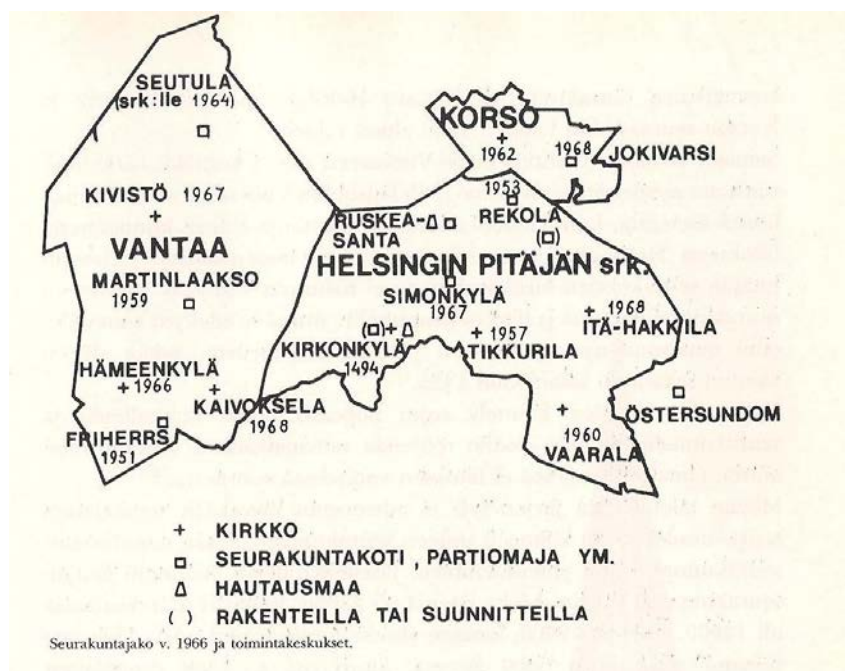 SEUTULA
(srk:lle 1964)
KORSO
+
1962
1968
JOKIVARSI
KIVISTÖ 1967
+
1953
REKOLA
RUSKEA-
SANTA
VANTAA
HELSINGIN PITÄJÄN srk.
MARTINLAAKSO
1959
SIMONKYLÄ
1967
+ 1968
ITÄ-HAKKILA
+ 1957
TIKKURILA
KIRKONKYLÄ
1494
HÄMEENKYLÄ
+ 1966
+
KAIVOKSELA
1968
ÖSTERSUNDOM
FRIHERRS
1951
1960
VAARALA
+ KIRKKO
SEURAKUNTAKOTI, PARTIOMAJA YM.
HAUTAUSMAA
( ) RAKENTEILLA TAI SUUNNITTEILLA
Seurakuntajako v. 1966 ja toimintakeskukset.